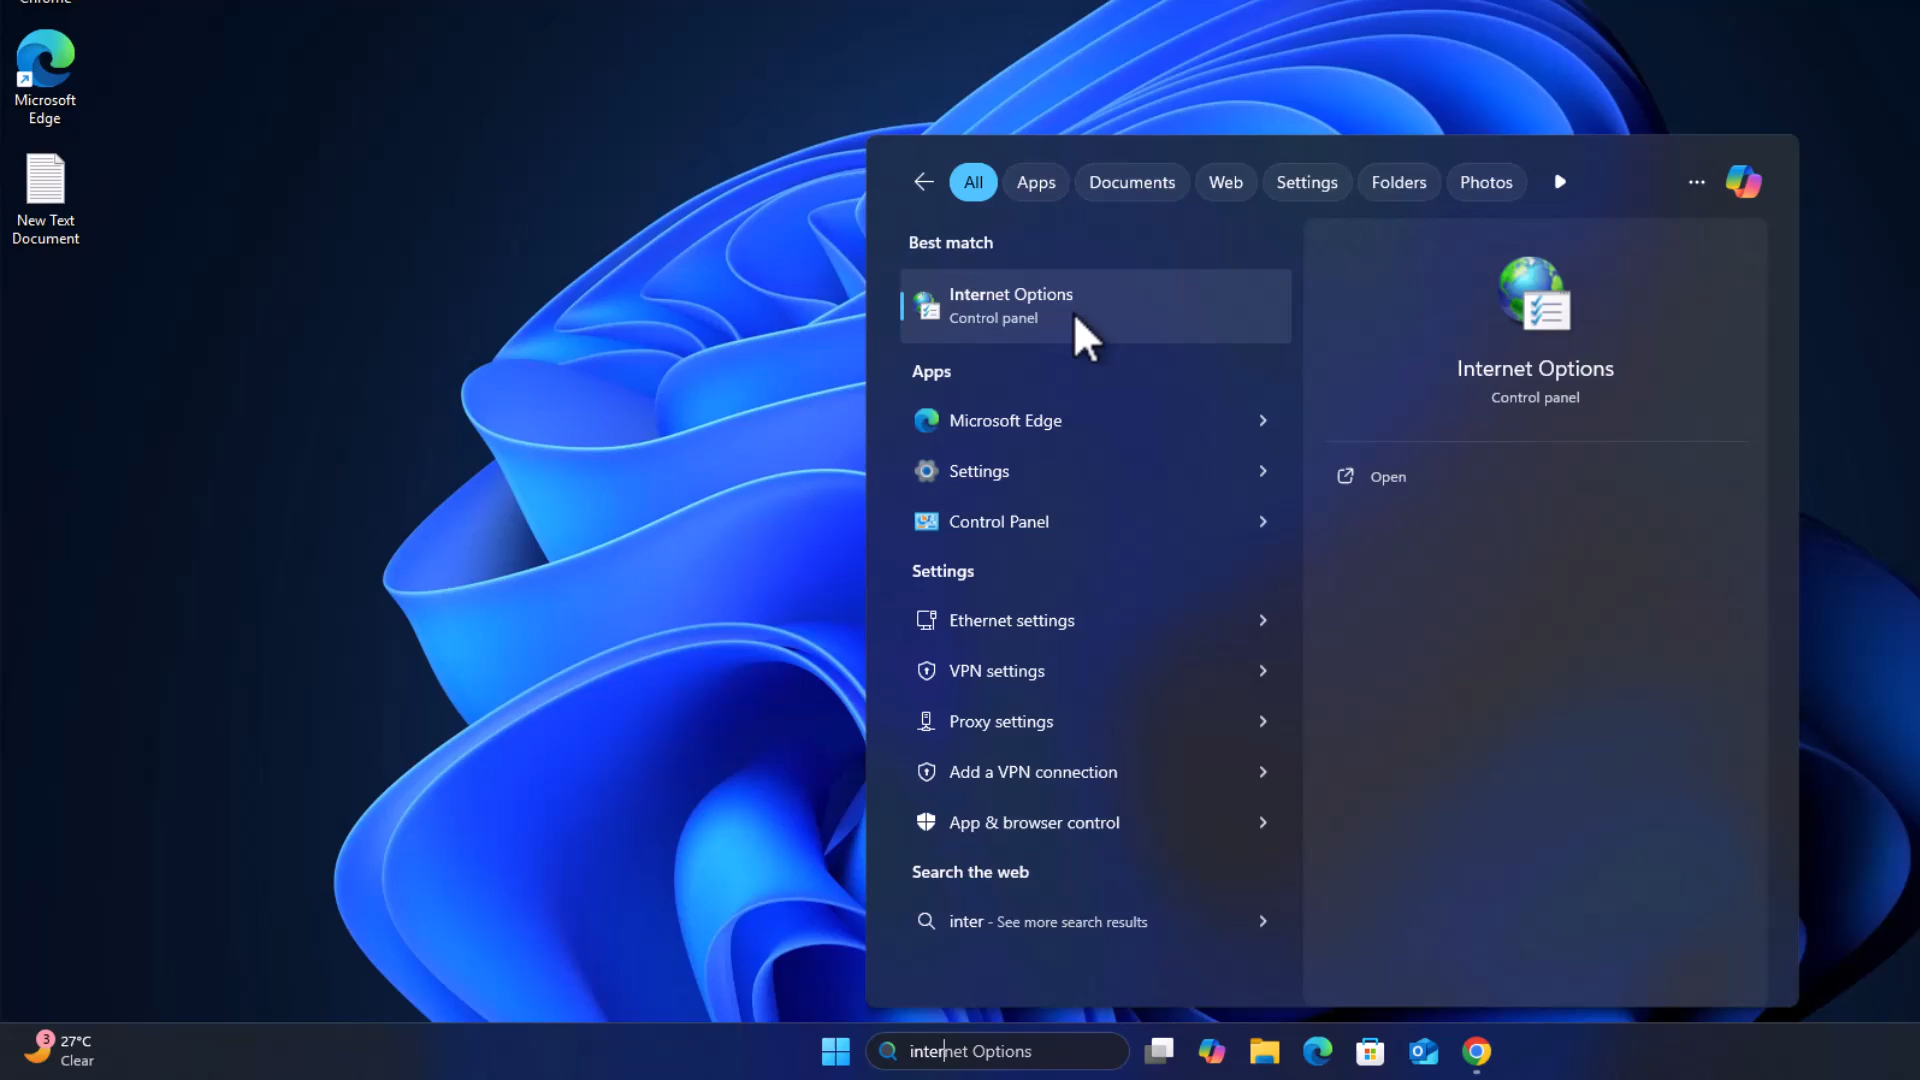 Chrome
Microsoft
Edge
New Text
Document
All
Apps
Documents
Web
Settings
Folders
Photos
Best match
Internet Options
Control panel
Apps
Microsoft Edge
Settings
Control Panel
Settings
Ethernet settings
VPN settings
Proxy settings
Add a VPN connection
App & browser control
Search the web
inter - See more search results
Internet Options
Control panel
Open
3
27°C
Clear
internet Options